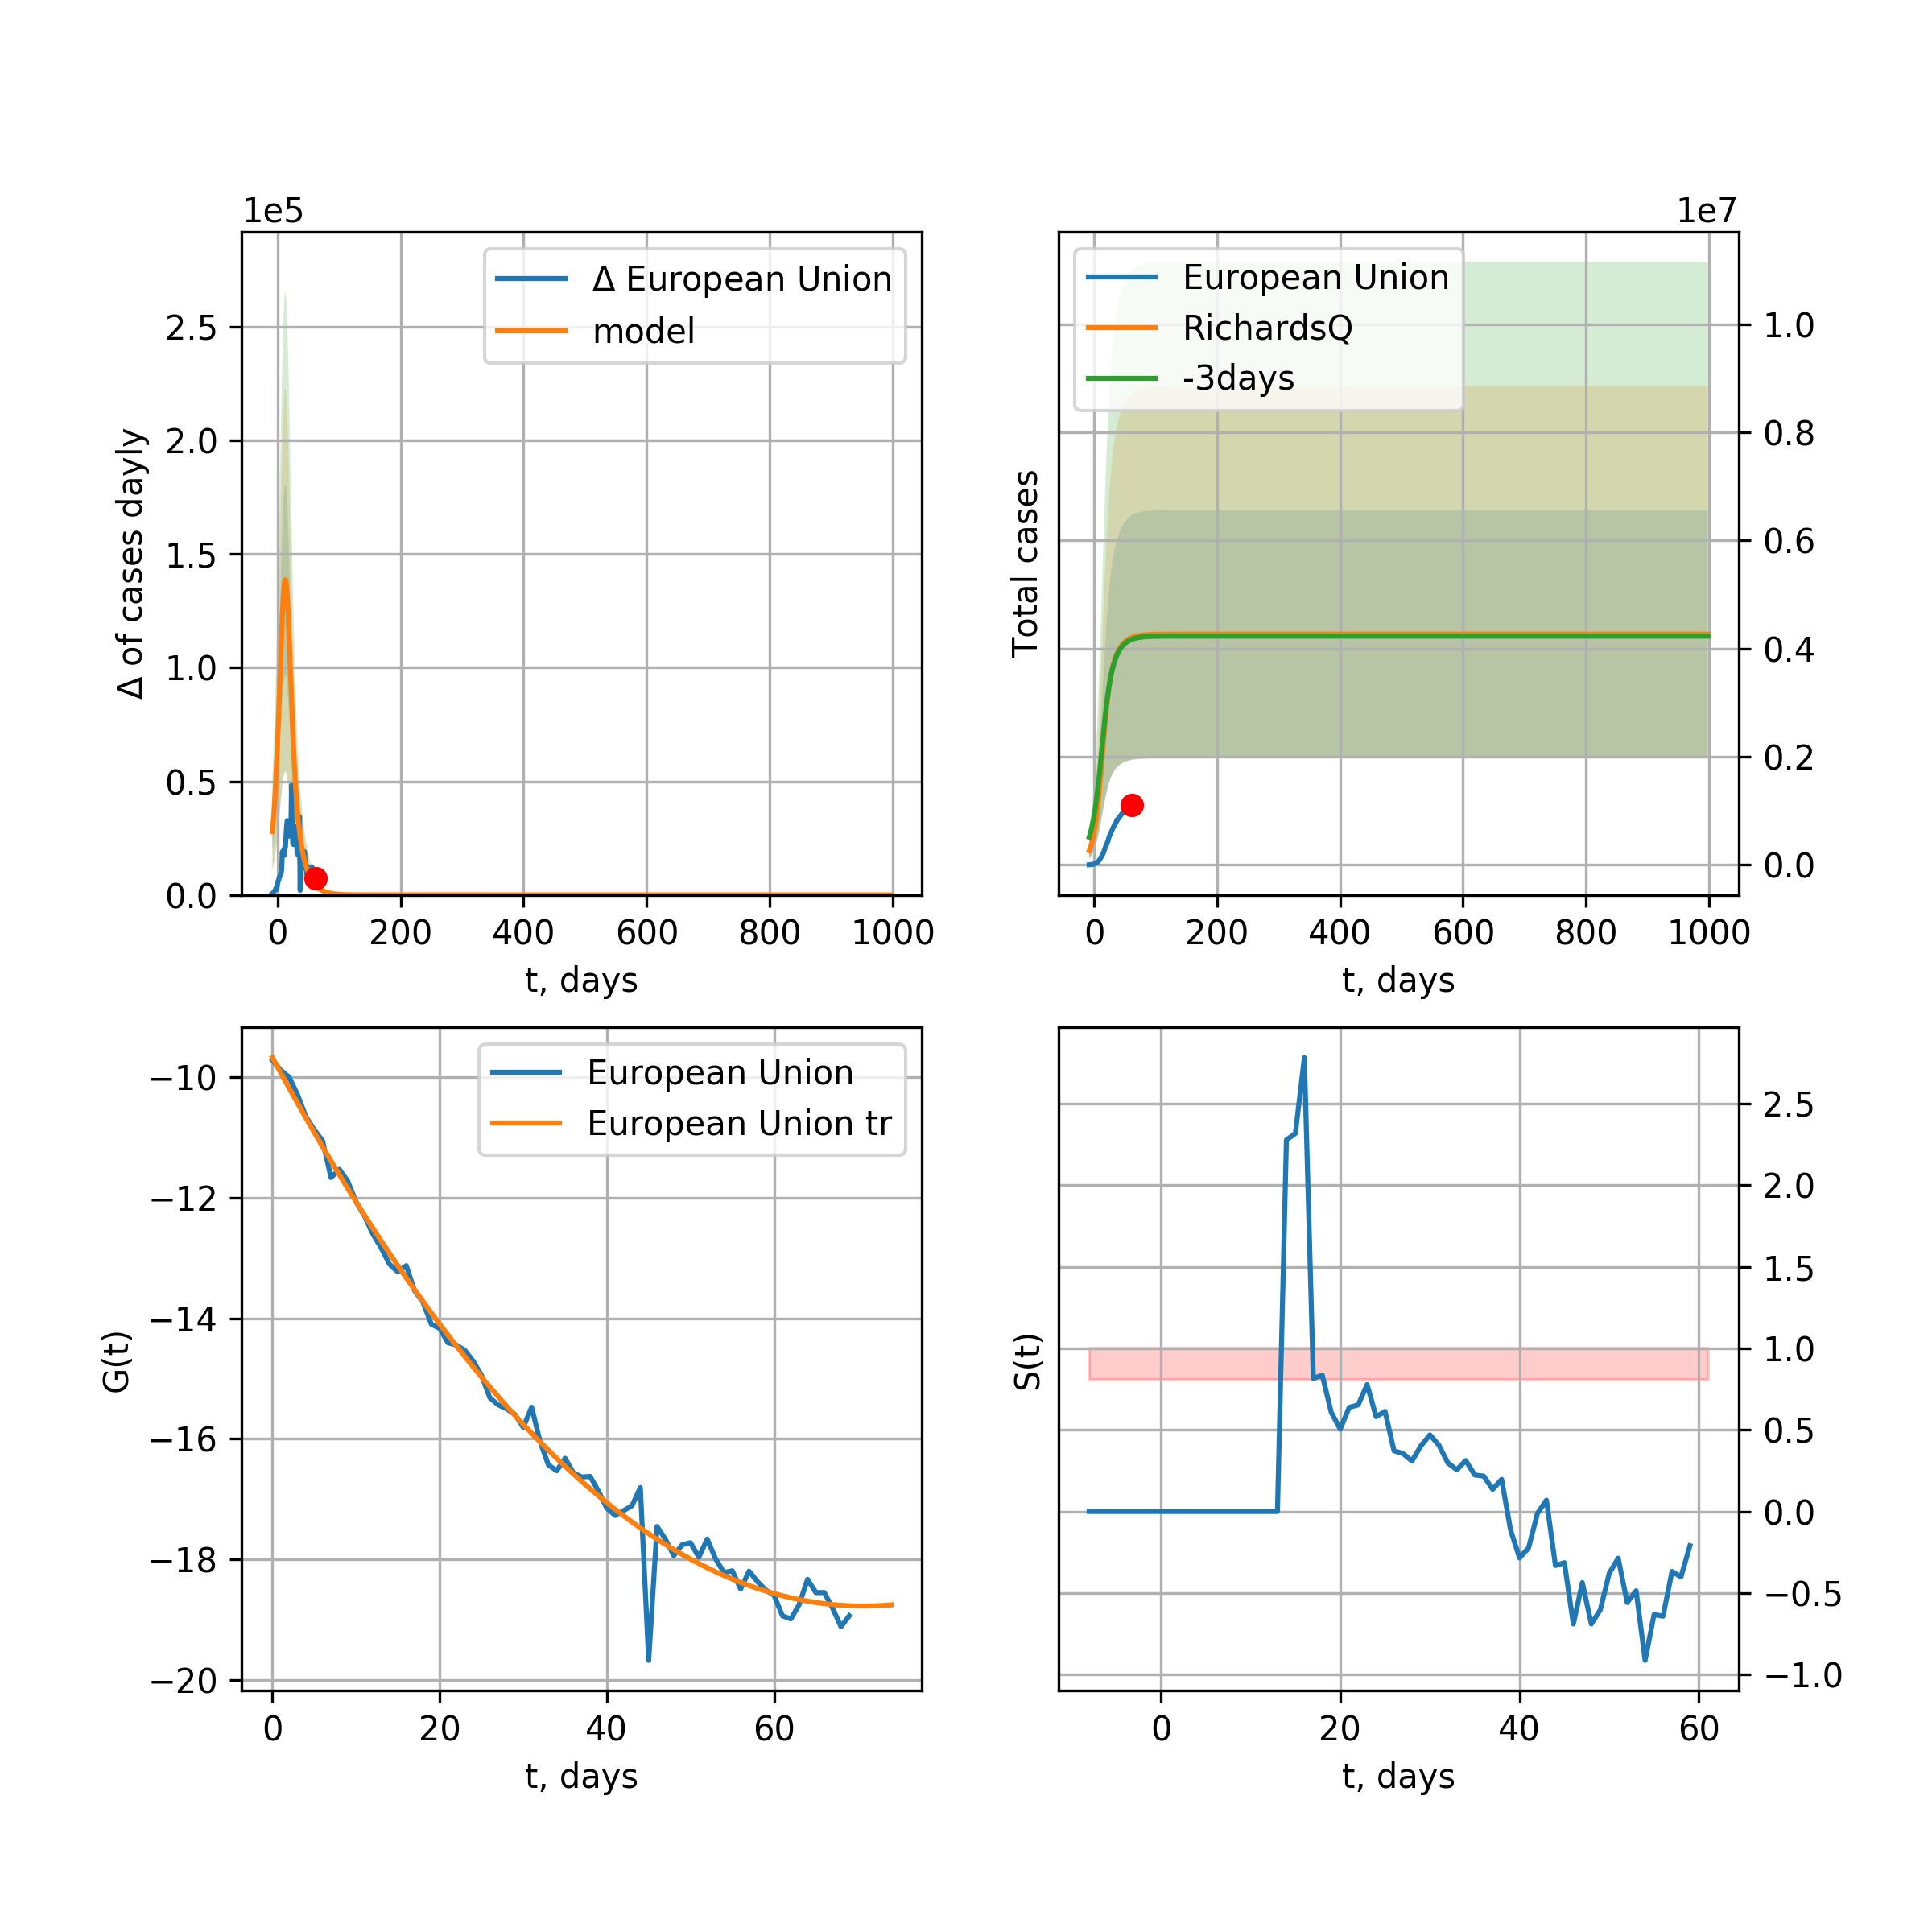 1e5
Δ European Union
model
2.5
2.0
1.5
1.0
0.5
0.0
Δ of cases dayly
0 200 400 600 800 1000
t, days
1e7
European Union
RichardsQ
-3days
1.0
0.8
0.6
0.4
0.2
0.0
Total cases
0 200 400 600 800 1000
t, days
European Union
European Union tr
−10
−12
−14
−16
−18
−20
G(t)
0 20 40 60
t, days
2.5
2.0
1.5
1.0
0.5
0.0
−0.5
−1.0
S(t)
0 20 40 60
t, days